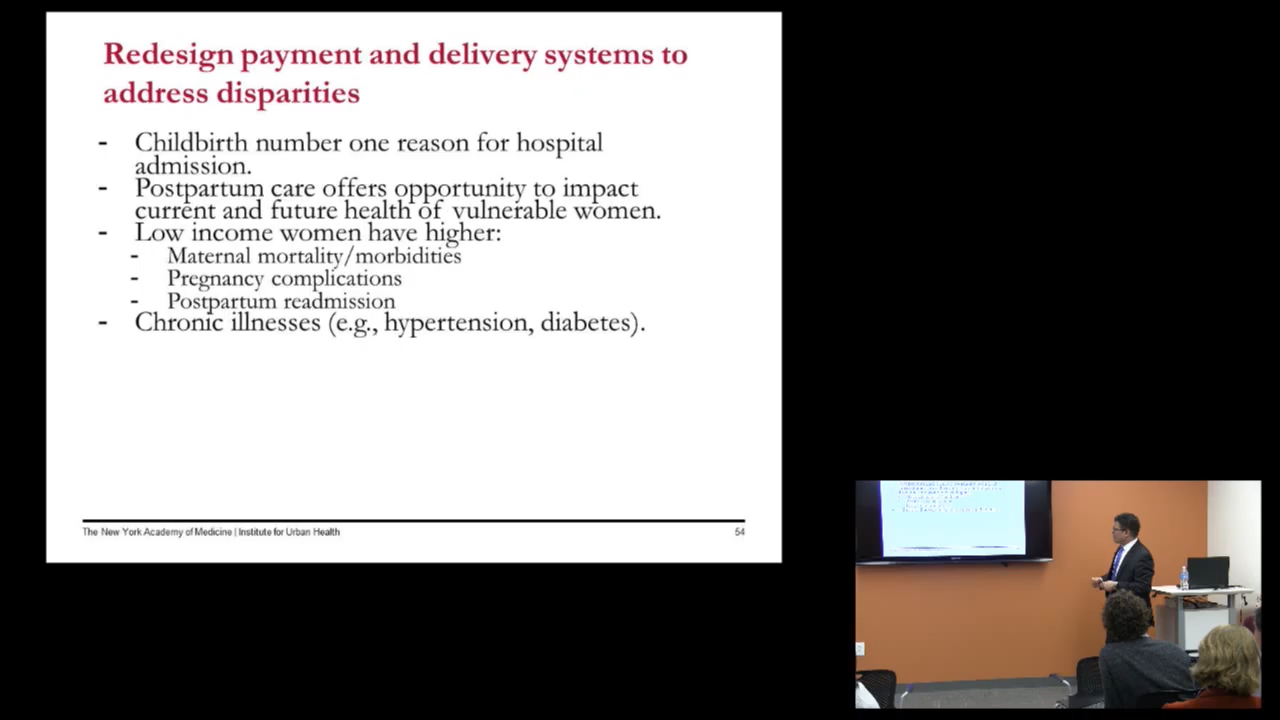 Redesign payment and delivery systems to
address disparities
- Childbirth number one reason for hospital
admission.
- Postpartum care offers opportunity to impact
current and future health of vulnerable women.
- Low income women have higher:
- Maternal mortality/morbidities
- Pregnancy complications
- Postpartum readmission
- Chronic illnesses (e.g., hypertension, diabetes).
The New York Academy of Medicine | Institute for Urban Health
54